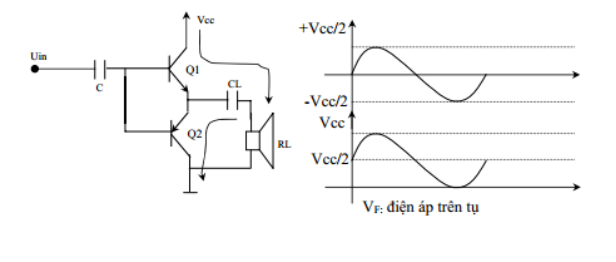 Vcc
Uin
Q1
C
CL
Q2
RL
+Vcc/2
-Vcc/2
Vcc
Vcc/2
VF: điện áp trên tụ